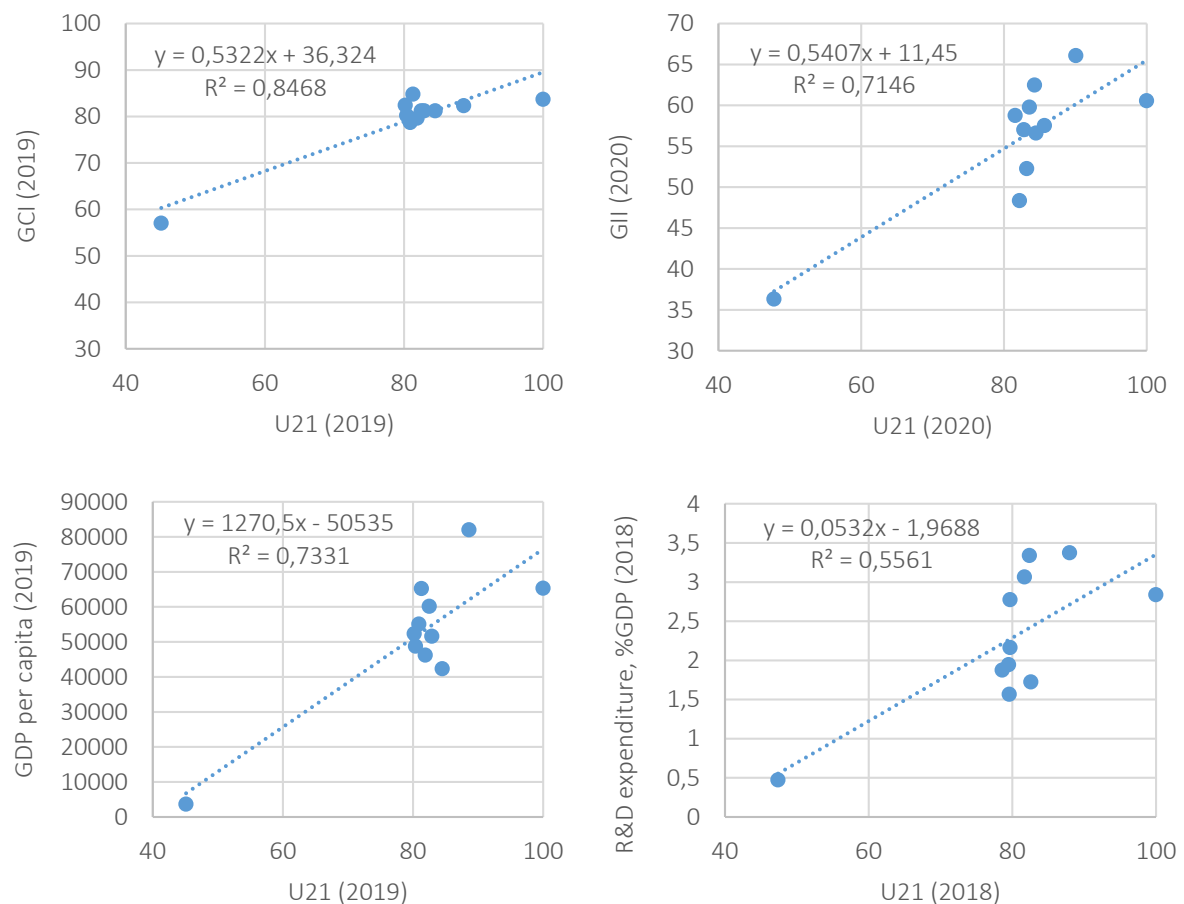 100
90
80
70
60
50
40
30
GCI (2019)
y = 0,5322x + 36,324
R² = 0,8468
40 60 80 100
U21 (2019)
70
65
60
55
50
45
40
35
30
GII (2020)
y = 0,5407x + 11,45
R² = 0,7146
40 60 80 100
U21 (2020)
90000
80000
70000
60000
50000
40000
30000
20000
10000
0
GDP per capita (2019)
y = 1270,5x - 50535
R² = 0,7331
40 60 80 100
U21 (2019)
4
3,5
3
2,5
2
1,5
1
0,5
0
R&D expenditure, %GDP (2018)
y = 0,0532x - 1,9688
R² = 0,5561
40 60 80 100
U21 (2018)